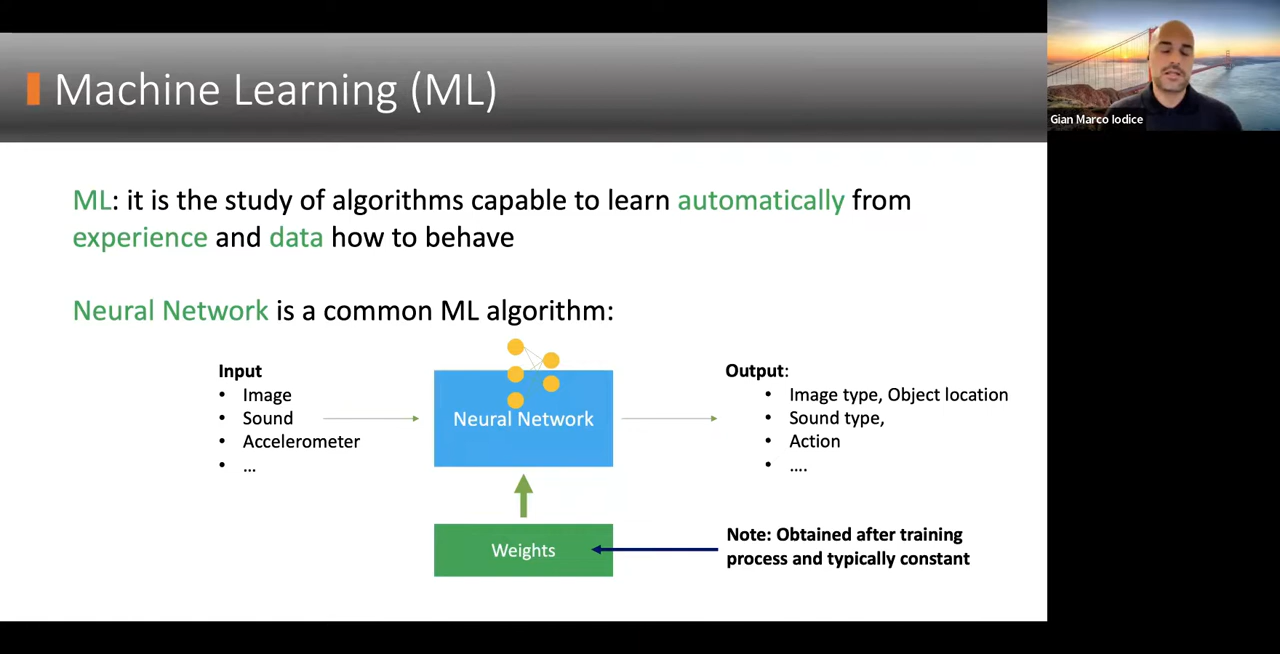 Machine Learning (ML)
Gian Marco Iodice
ML: it is the study of algorithms capable to learn automatically from
experience and data how to behave
Neural Network is a common ML algorithm:
Input
• Image
• Sound
• Accelerometer
• ...
Neural Network
Weights
Output:
• Image type, Object location
• Sound type,
• Action
• ....
Note: Obtained after training
process and typically constant